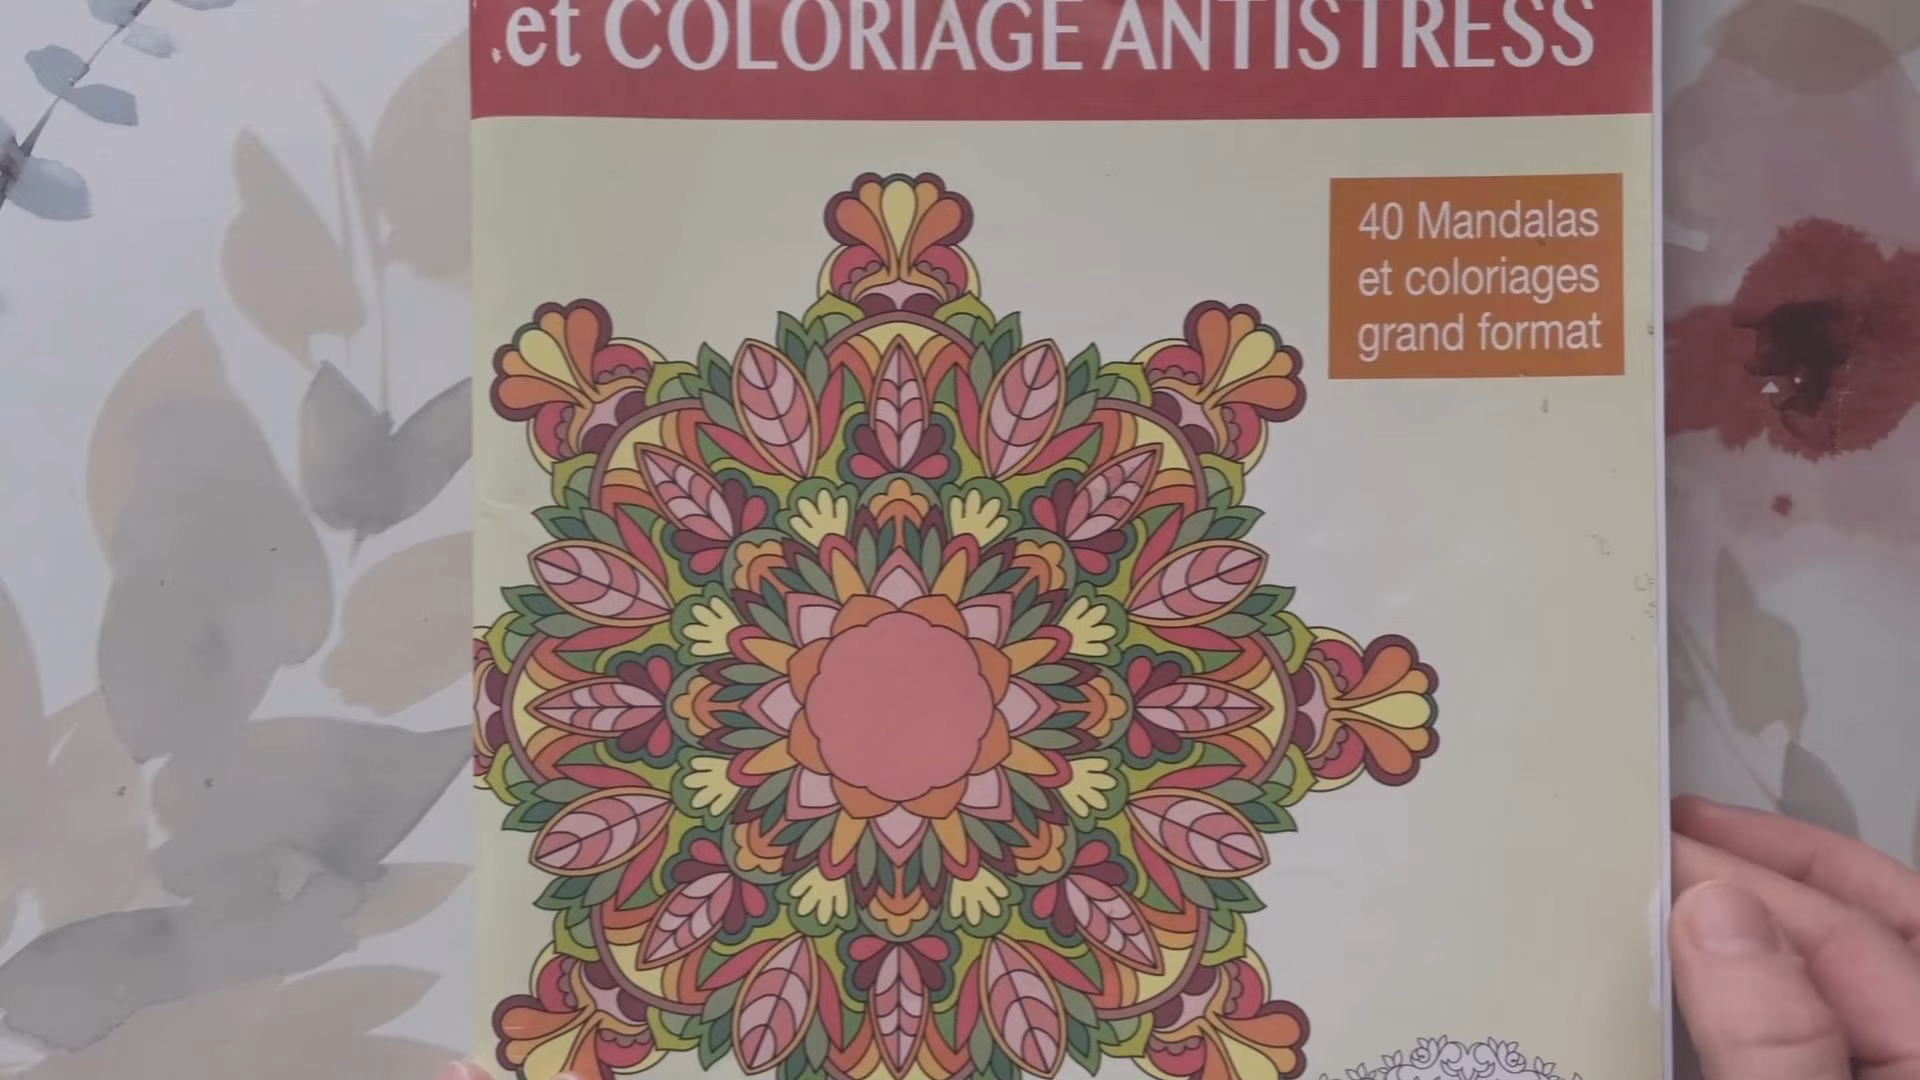 et COLORIAGE ANTISTRESS
40 Mandalas
et coloriages
grand format